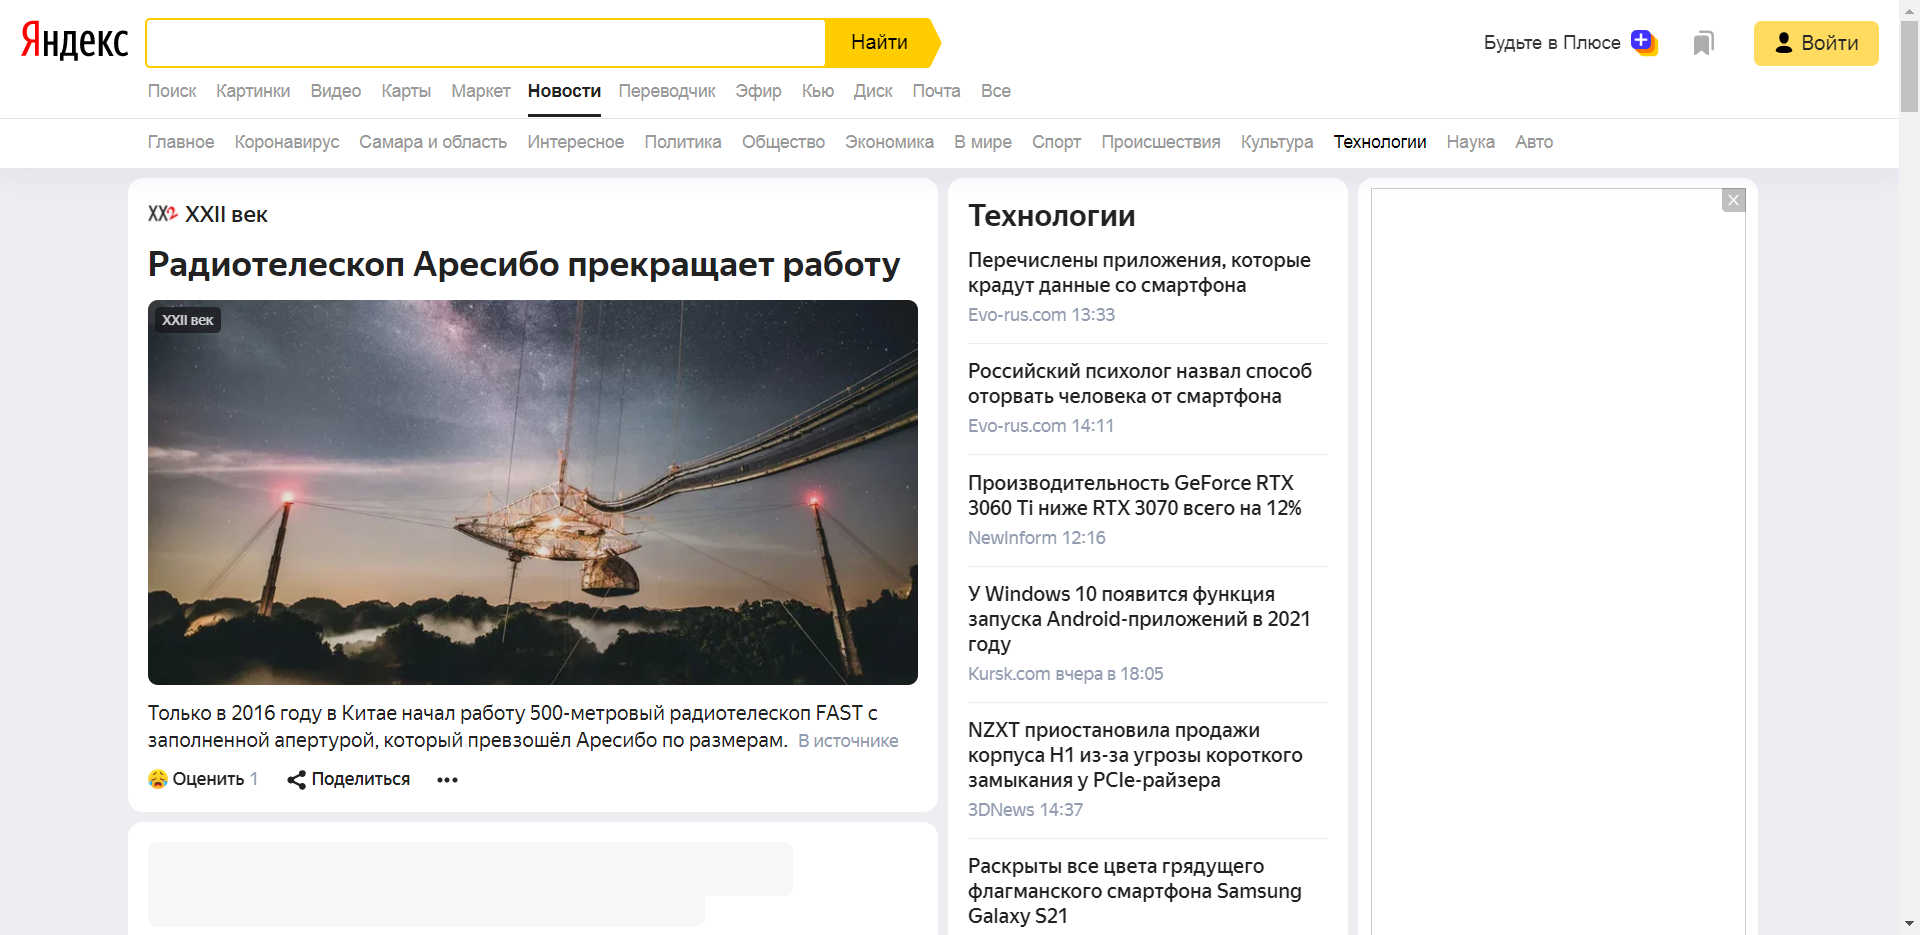 Яндекс
Найти
Будьте в Плюсе
Войти
Поиск Картинки Видео Карты Маркет Новости Переводчик Эфир Кью Диск Почта Все
Главное Коронавирус Самара и область Интересное Политика Общество Экономика В мире Спорт Происшествия Культура Технологии Наука Авто
XX2 XXII век
Радиотелескоп Аресибо прекращает работу
XXII век
Только в 2016 году в Китае начал работу 500-метровый радиотелескоп FAST с
заполненной апертурой, который превзошёл Аресибо по размерам. В источнике
Оценить 1 Поделиться
Технологии
Перечислены приложения, которые
крадут данные со смартфона
Evo-rus.com 13:33
Российский психолог назвал способ
оторвать человека от смартфона
Evo-rus.com 14:11
Производительность GeForce RTX
3060 Ti ниже RTX 3070 всего на 12%
NewInform 12:16
У Windows 10 появится функция
запуска Android-приложений в 2021
году
Kursk.com вчера в 18:05
NZXT приостановила продажи
корпуса H1 из-за угрозы короткого
замыкания у PCIe-райзера
3DNews 14:37
Раскрыты все цвета грядущего
флагманского смартфона Samsung
Galaxy S21